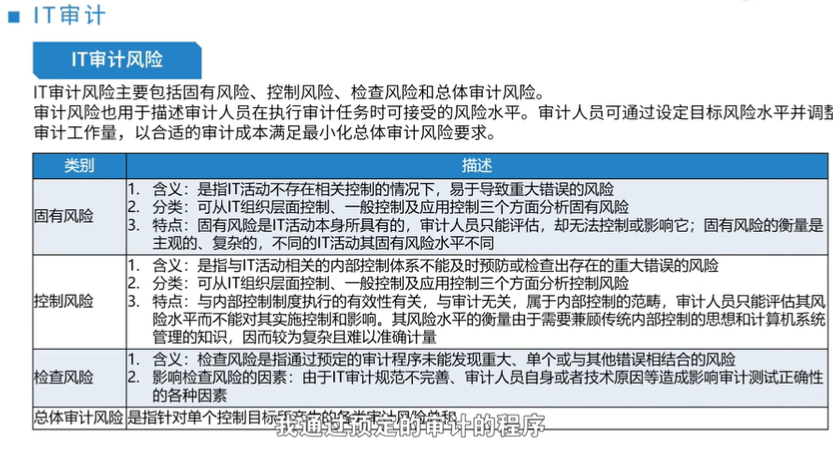 IT审计
IT审计风险
IT审计风险主要包括固有风险、控制风险、检查风险和总体审计风险。
审计风险也用于描述审计人员在执行审计任务时可接受的风险水平。审计人员可通过设定目标风险水平并调整
审计工作量，以合适的审计成本满足最小化总体审计风险要求。
类别 描述
固有风险
1. 含义：是指IT活动不存在相关控制的情况下，易于导致重大错误的风险
2. 分类：可从IT组织层面控制、一般控制及应用控制三个方面分析固有风险
3. 特点：固有风险是IT活动本身所具有的，审计人员只能评估，却无法控制或影响它；固有风险的衡量是
主观的、复杂的，不同的IT活动其固有风险水平不同
控制风险
1. 含义：是指与IT活动相关的内部控制体系不能及时预防或检查出存在的重大错误的风险
2. 分类：可从IT组织层面控制、一般控制及应用控制三个方面分析控制风险
3. 特点：与内部控制制度执行的有效性有关，与审计无关，属于内部控制的范畴，审计人员只能评估其风
险水平而不能对其实施控制和影响。其风险水平的衡量由于需要兼顾传统内部控制的思想和计算机系统
管理的知识，因而较为复杂且难以准确计量
检查风险
1. 含义：检查风险是指通过预定的审计程序未能发现重大、单个或与其他错误相结合的风险
2. 影响检查风险的因素：由于IT审计规范不完善、审计人员自身或者技术原因等造成影响审计测试正确性
的各种因素
总体审计风险 是指针对单个控制目标所产生的各类审计风险总和
我通过预定的审计的程序